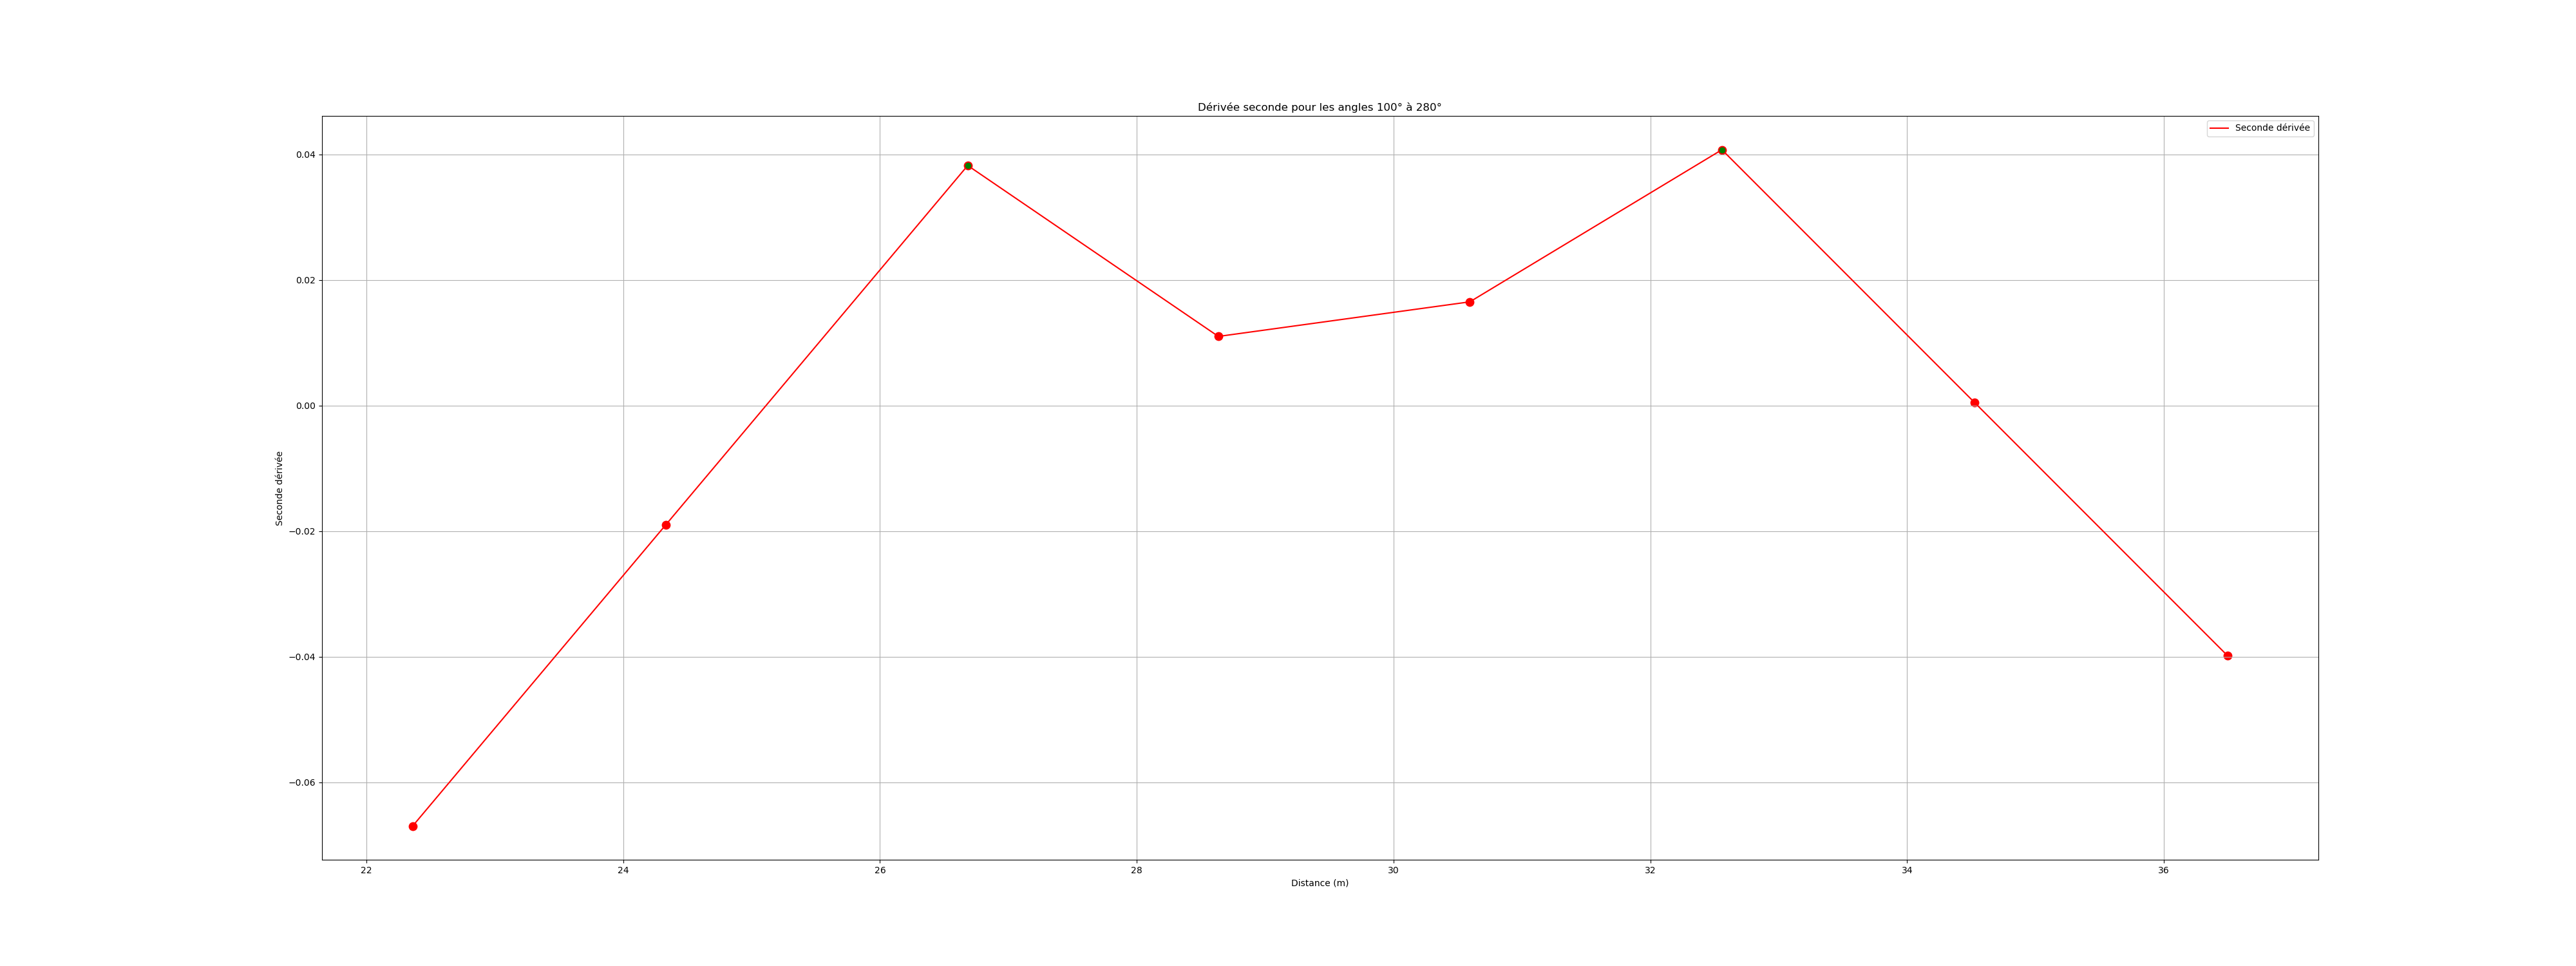 Dérivée seconde pour les angles 100° à 280°
Seconde dérivée
0.04
0.02
0.00
−0.02
−0.04
−0.06
Seconde dérivée
22 24 26 28 30 32 34 36
Distance (m)